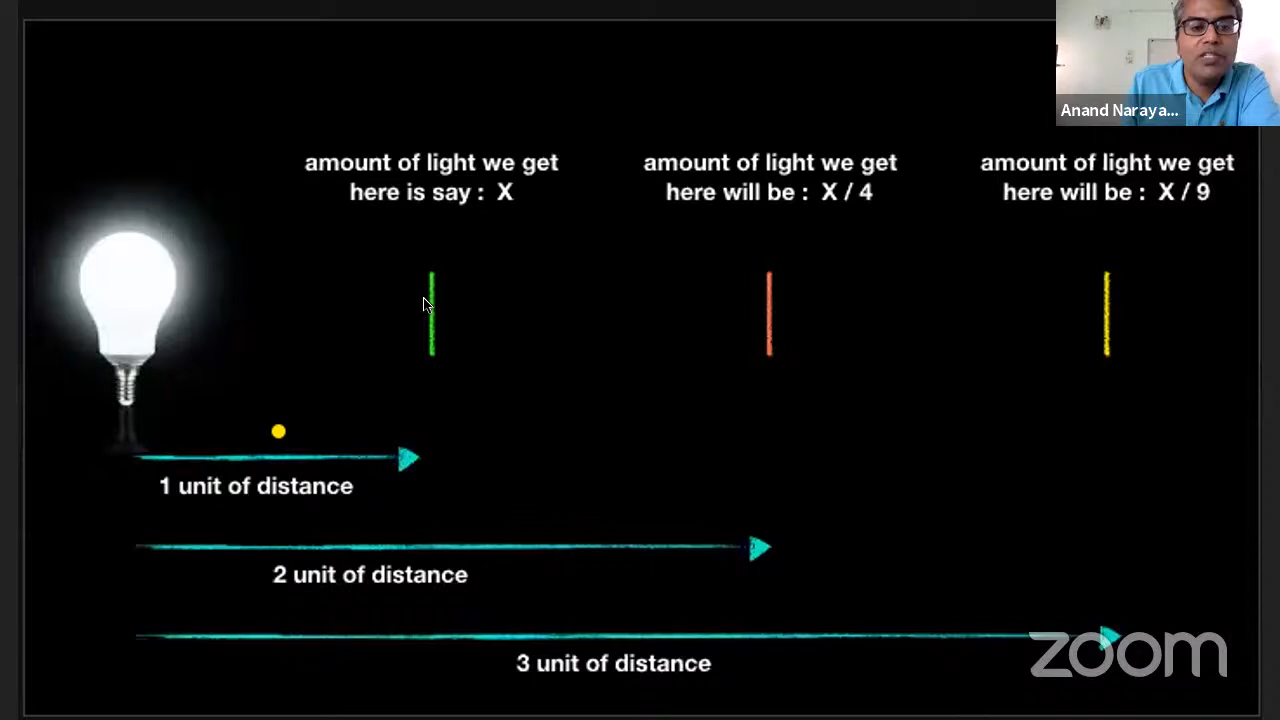 Anand Naraya...
amount of light we get
here is say : X
amount of light we get
here will be : X / 4
amount of light we get
here will be : X / 9
1 unit of distance
2 unit of distance
3 unit of distance
zoom